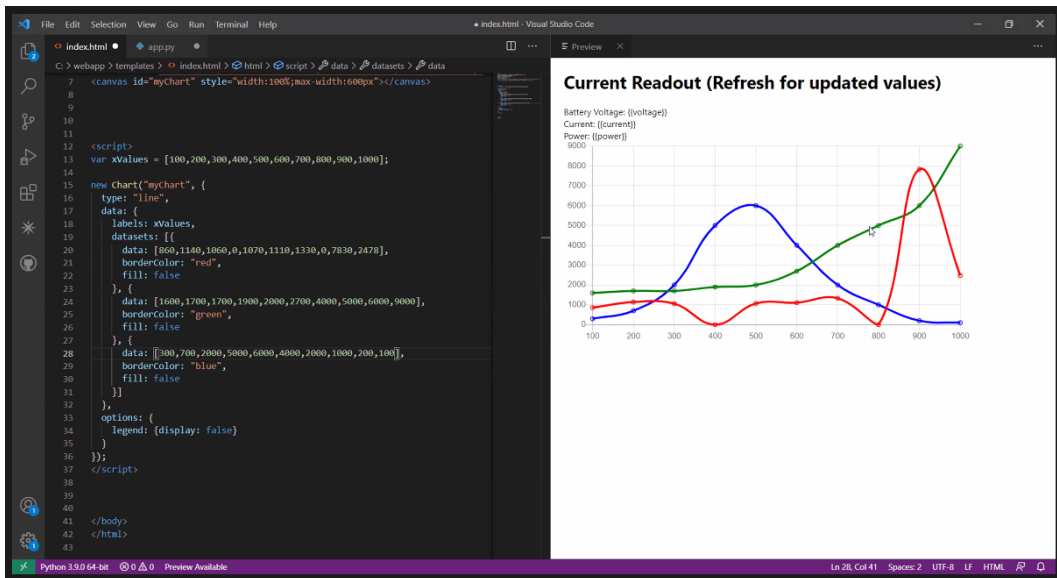 File Edit Selection View Go Run Terminal Help
● index.html - Visual Studio Code
index.html ●
app.py ●
C: > webapp > templates > index.html > html > script > data > datasets > data
7 <canvas id="myChart" style="width:100%;max-width:600px"></canvas>
8
9
10
11
12 <script>
13 var xValues = [100,200,300,400,500,600,700,800,900,1000];
14
15 new Chart("myChart", {
16 type: "line",
17 data: {
18 labels: xValues,
19 datasets: [{
20 data: [860,1140,1060,0,1070,1110,1330,0,7830,2478],
21 borderColor: "red",
22 fill: false
23 }, {
24 data: [1600,1700,1700,1900,2000,2700,4000,5000,6000,9000],
25 borderColor: "green",
26 fill: false
27 }, {
28 data: [300,700,2000,5000,6000,4000,2000,1000,200,100],
29 borderColor: "blue",
30 fill: false
31 }]
32 },
33 options: {
34 legend: {display: false}
35 }
36 });
37 </script>
38
39
40
41 </body>
42 </html>
43
Preview
Current Readout (Refresh for updated values)
Battery Voltage: {{voltage}}
Current: {{current}}
Power: {{power}}
9000
8000
7000
6000
5000
4000
3000
2000
1000
0
100 200 300 400 500 600 700 800 900 1000
2
1
1
Python 3.9.0 64-bit 0 0 Preview Available
Ln 28, Col 41 Spaces: 2 UTF-8 LF HTML